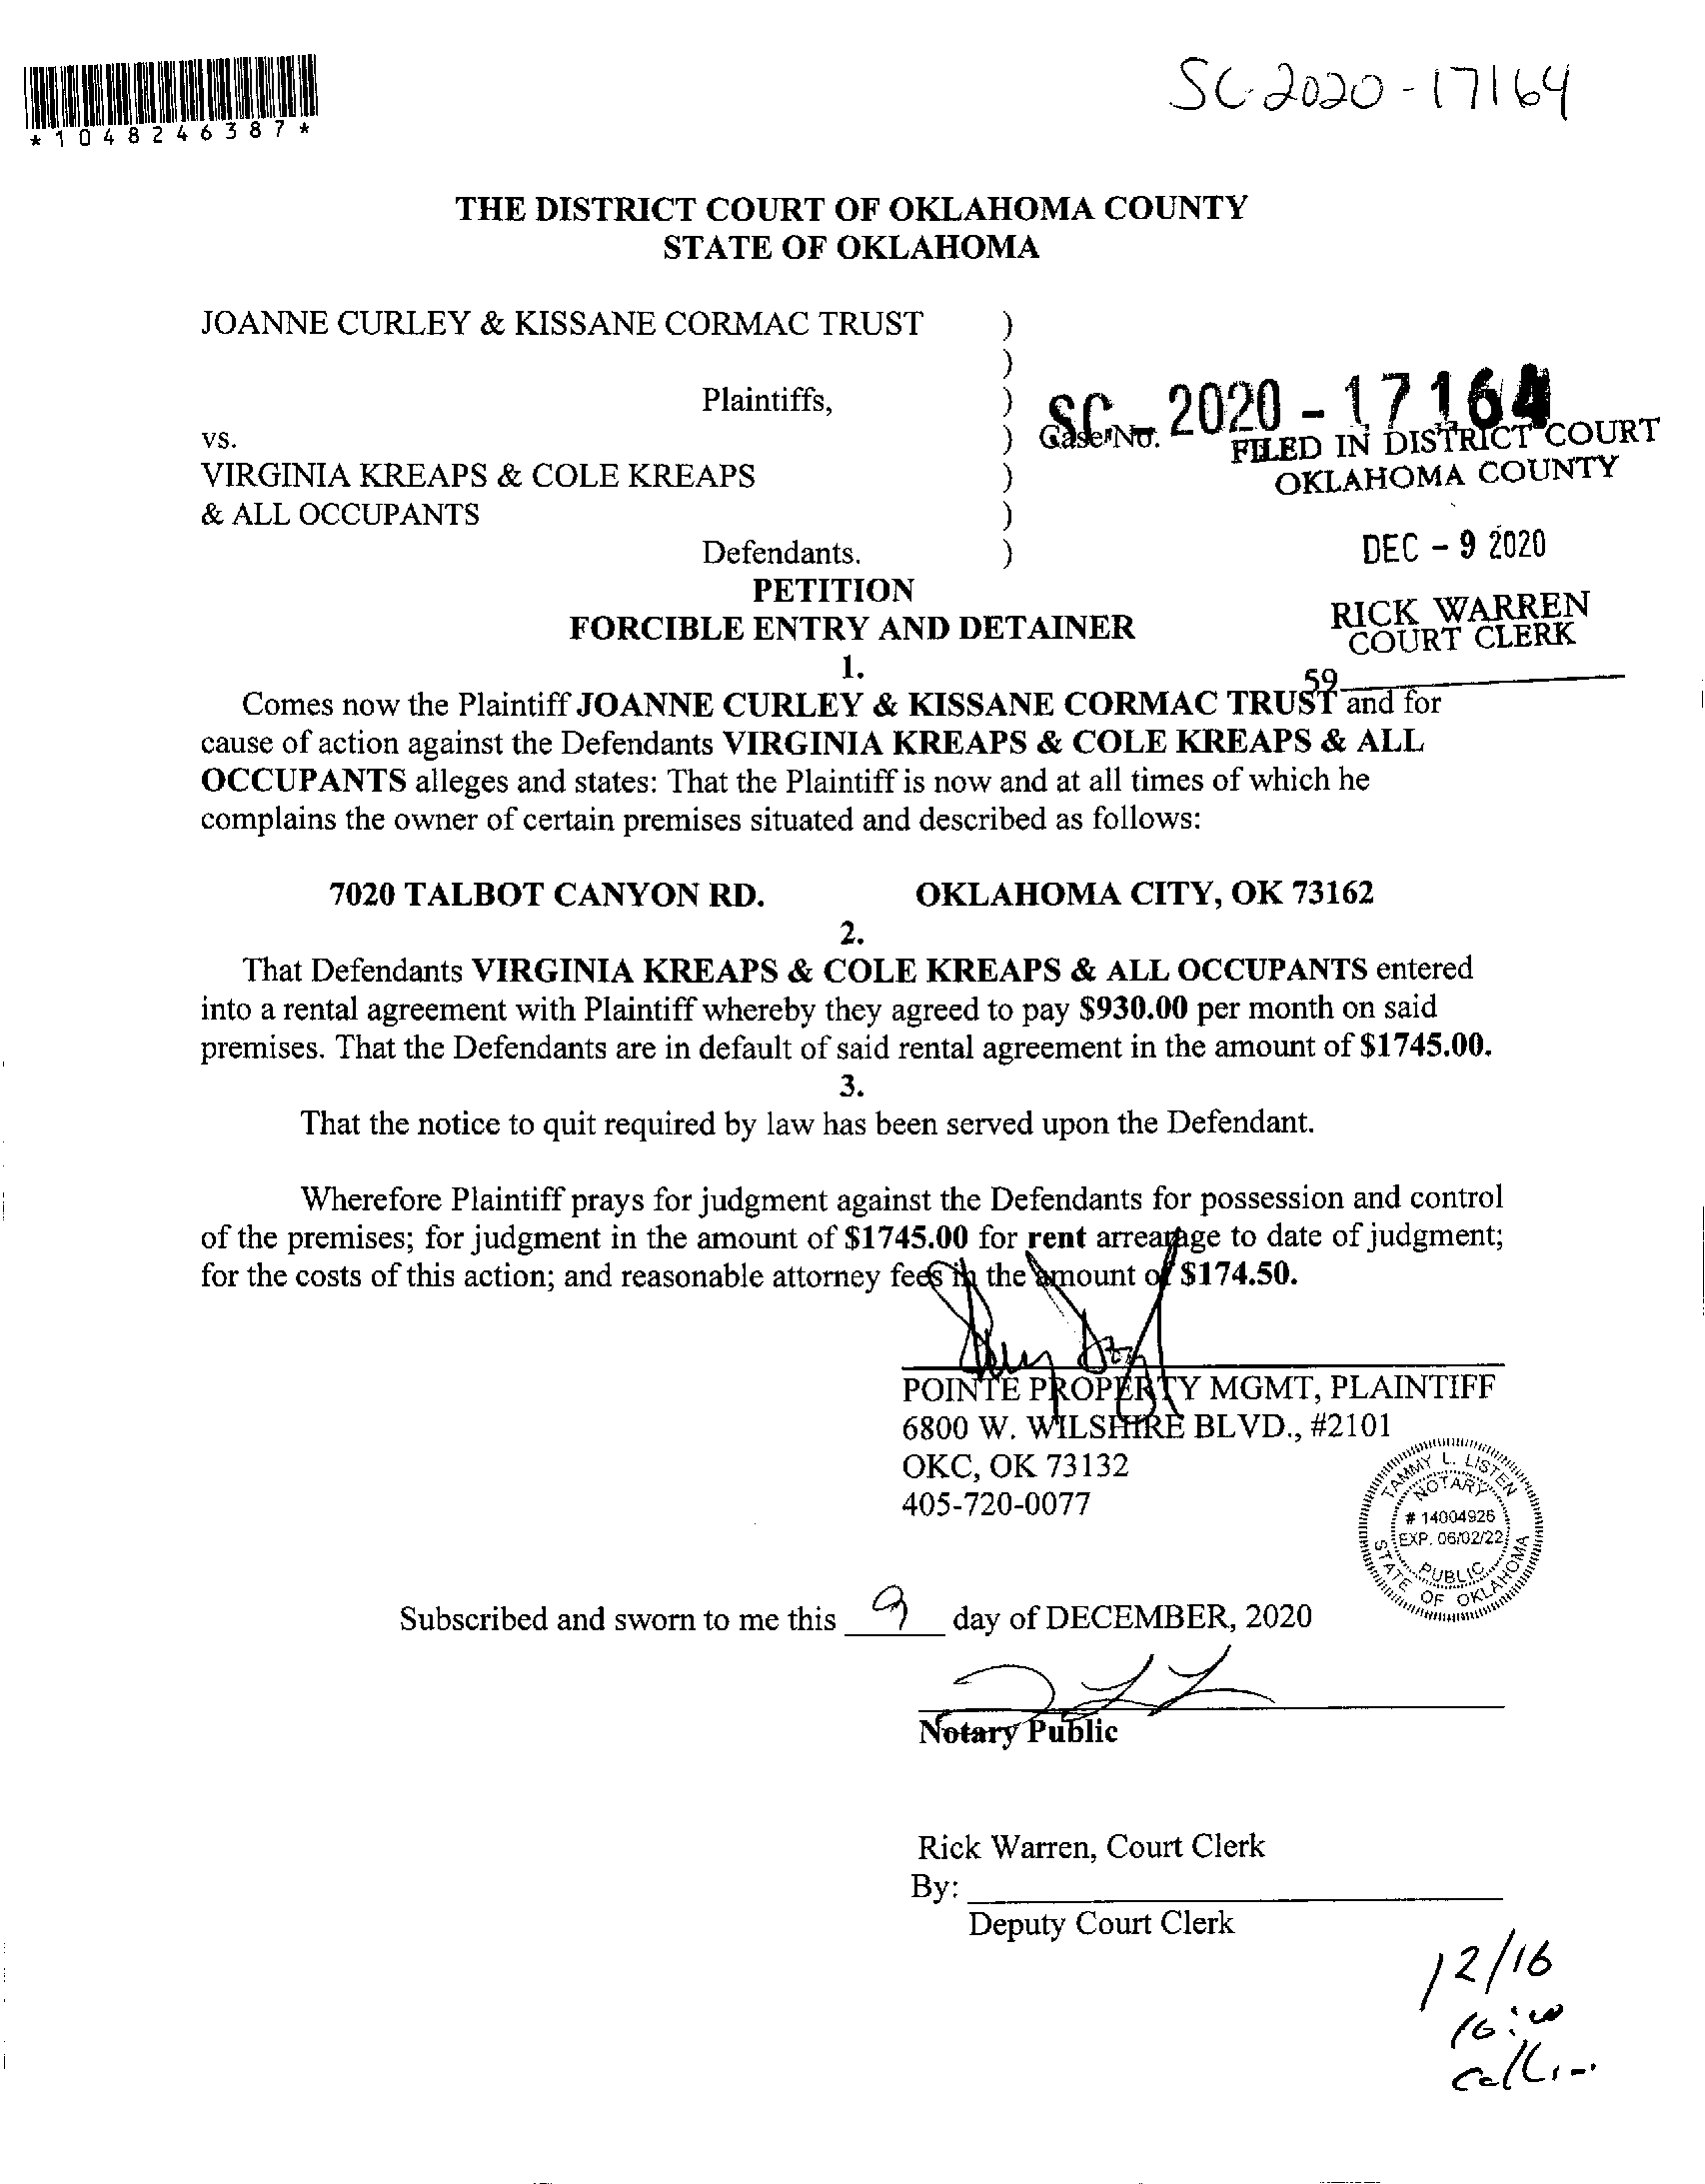 SC-2020-17164
*1048246387*
THE DISTRICT COURT OF OKLAHOMA COUNTY
STATE OF OKLAHOMA
JOANNE CURLEY & KISSANE CORMAC TRUST )
)
Plaintiffs, )
SC-2020-17164
vs. ) Case No.
FILED IN DISTRICT COURT
OKLAHOMA COUNTY
VIRGINIA KREAPS & COLE KREAPS )
& ALL OCCUPANTS )
Defendants. )
DEC - 9 2020
PETITION
RICK WARREN
COURT CLERK
FORCIBLE ENTRY AND DETAINER
1.
59
Comes now the Plaintiff JOANNE CURLEY & KISSANE CORMAC TRUST and for
cause of action against the Defendants VIRGINIA KREAPS & COLE KREAPS & ALL
OCCUPANTS alleges and states: That the Plaintiff is now and at all times of which he
complains the owner of certain premises situated and described as follows:
7020 TALBOT CANYON RD. OKLAHOMA CITY, OK 73162
2.
That Defendants VIRGINIA KREAPS & COLE KREAPS & ALL OCCUPANTS entered
into a rental agreement with Plaintiff whereby they agreed to pay $930.00 per month on said
premises. That the Defendants are in default of said rental agreement in the amount of $1745.00.
3.
That the notice to quit required by law has been served upon the Defendant.
Wherefore Plaintiff prays for judgment against the Defendants for possession and control
of the premises; for judgment in the amount of $1745.00 for rent arrearage to date of judgment;
for the costs of this action; and reasonable attorney fees in the amount of $174.50.
POINTE PROPERTY MGMT, PLAINTIFF
6800 W. WILSHIRE BLVD., #2101
OKC, OK 73132
405-720-0077
TAMMY L. LISTEN
NOTARY
# 14004926
EXP. 06/02/22
PUBLIC
STATE OF OKLAHOMA
Subscribed and sworn to me this 9 day of DECEMBER, 2020
Notary Public
Rick Warren, Court Clerk
By:
Deputy Court Clerk
12/16